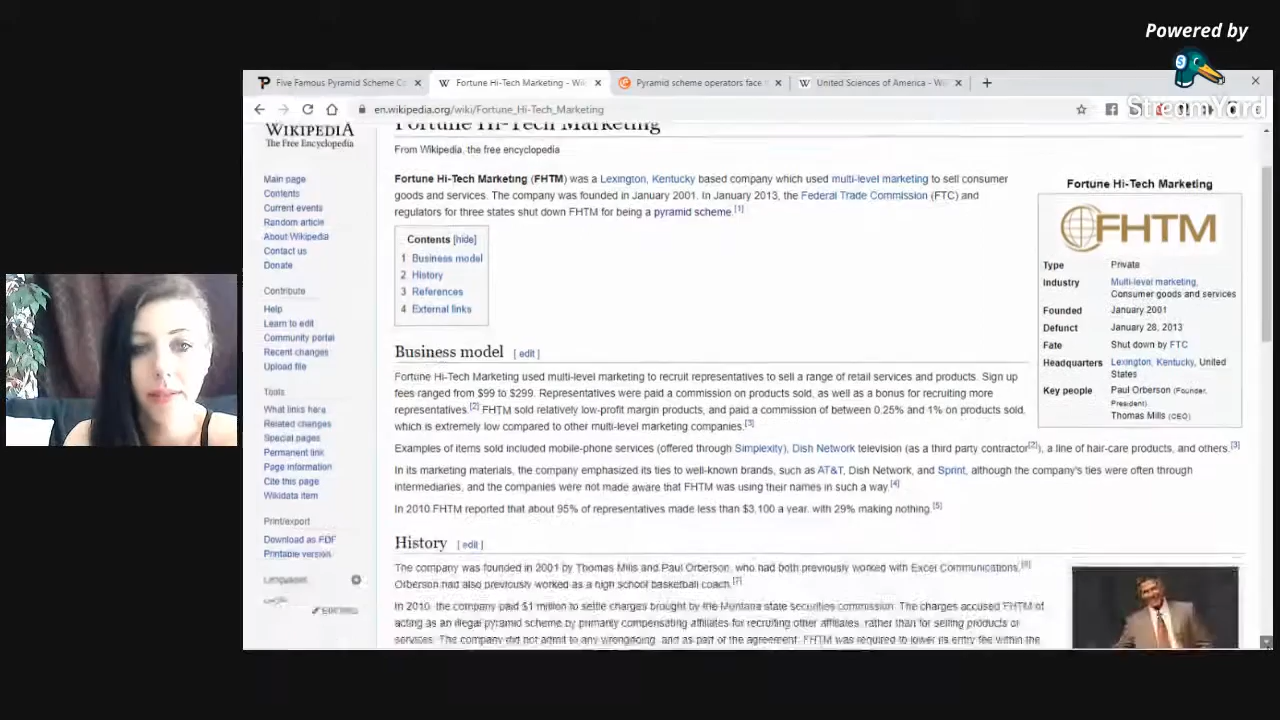 Powered by
StreamYard
Five Famous Pyramid Scheme C
Fortune Hi-Tech Marketing - Wi
Pyramid scheme operators face
United Sciences of America - Wi
en.wikipedia.org/wiki/Fortune_Hi-Tech_Marketing
WIKIPEDIA
The Free Encyclopedia
Main page
Contents
Current events
Random article
About Wikipedia
Contact us
Donate
Contribute
Help
Learn to edit
Community portal
Recent changes
Upload file
Tools
What links here
Related changes
Special pages
Permanent link
Page information
Cite this page
Wikidata item
Print/export
Download as PDF
Printable version
Languages
Edit links
Fortune Hi-Tech Marketing
From Wikipedia, the free encyclopedia
Fortune Hi-Tech Marketing (FHTM) was a Lexington, Kentucky based company which used multi-level marketing to sell consumer
goods and services. The company was founded in January 2001. In January 2013, the Federal Trade Commission (FTC) and
regulators for three states shut down FHTM for being a pyramid scheme.[1]
Contents [hide]
1 Business model
2 History
3 References
4 External links
Business model [ edit ]
Fortune Hi-Tech Marketing used multi-level marketing to recruit representatives to sell a range of retail services and products. Sign up
fees ranged from $99 to $299. Representatives were paid a commission on products sold, as well as a bonus for recruiting more
representatives.[2] FHTM sold relatively low-profit margin products, and paid a commission of between 0.25% and 1% on products sold,
which is extremely low compared to other multi-level marketing companies.[3]
Examples of items sold included mobile-phone services (offered through Simplexity), Dish Network television (as a third party contractor[2]), a line of hair-care products, and others.[3]
In its marketing materials, the company emphasized its ties to well-known brands, such as AT&T, Dish Network, and Sprint, although the company's ties were often through
intermediaries, and the companies were not made aware that FHTM was using their names in such a way.[4]
In 2010 FHTM reported that about 95% of representatives made less than $3,100 a year, with 29% making nothing.[5]
History [ edit ]
The company was founded in 2001 by Thomas Mills and Paul Orberson, who had both previously worked with Excel Communications.[6]
Orberson had also previously worked as a high school basketball coach.[7]
In 2010, the company paid $1 million to settle charges brought by the Montana state securities commission. The charges accused FHTM of
acting as an illegal pyramid scheme by primarily compensating affiliates for recruiting other affiliates, rather than for selling products or
services. The company did not admit to any wrongdoing, and as part of the agreement, FHTM was required to lower its entry fee within the
Fortune Hi-Tech Marketing
FHTM
Type Private
Industry Multi-level marketing,
Consumer goods and services
Founded January 2001
Defunct January 28, 2013
Fate Shut down by FTC
Headquarters Lexington, Kentucky, United
States
Key people Paul Orberson (Founder,
President)
Thomas Mills (CEO)